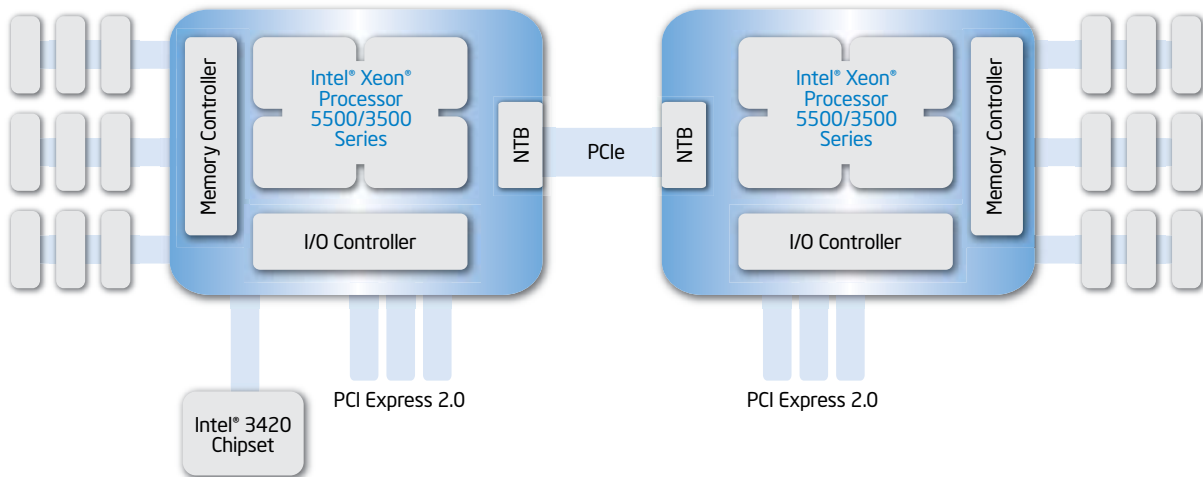 Memory Controller
Intel® Xeon®
Processor
5500/3500
Series
NTB
I/O Controller
PCIe
NTB
Intel® Xeon®
Processor
5500/3500
Series
Memory Controller
I/O Controller
PCI Express 2.0
PCI Express 2.0
Intel® 3420
Chipset